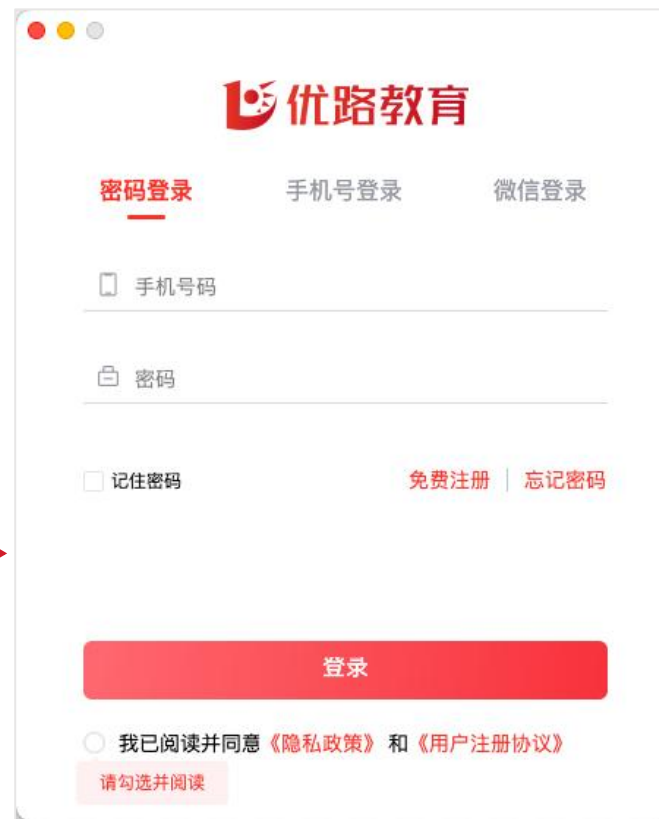 优路教育
密码登录 手机号登录 微信登录
手机号码
密码
记住密码 免费注册 忘记密码
登录
我已阅读并同意《隐私政策》 和《用户注册协议》
请勾选并阅读